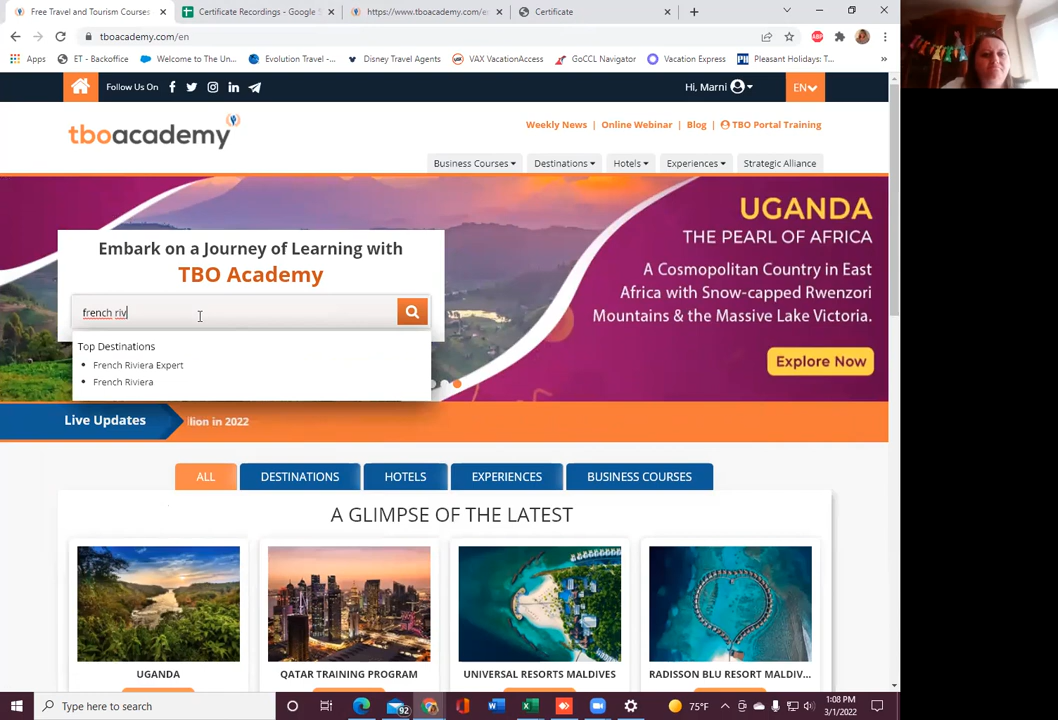 Free Travel and Tourism Courses
Certificate Recordings - Google S
https://www.tboacademy.com/e
Certificate
tboacademy.com/en
Apps
ET - Backoffice
Welcome to The Un...
Evolution Travel -...
Disney Travel Agents
VAX VacationAccess
GoCCL Navigator
Vacation Express
Pleasant Holidays: T...
Follow Us On
Hi, Marni
EN
tboacademy
Weekly News | Online Webinar | Blog | TBO Portal Training
Business Courses
Destinations
Hotels
Experiences
Strategic Alliance
Embark on a Journey of Learning with
TBO Academy
french riv
Top Destinations
French Riviera Expert
French Riviera
UGANDA
THE PEARL OF AFRICA
A Cosmopolitan Country in East
Africa with Snow-capped Rwenzori
Mountains & the Massive Lake Victoria.
Explore Now
Live Updates
llion in 2022
ALL
DESTINATIONS
HOTELS
EXPERIENCES
BUSINESS COURSES
A GLIMPSE OF THE LATEST
UGANDA
QATAR TRAINING PROGRAM
UNIVERSAL RESORTS MALDIVES
RADISSON BLU RESORT MALDIV...
Type here to search
92
75°F
1:08 PM
3/1/2022